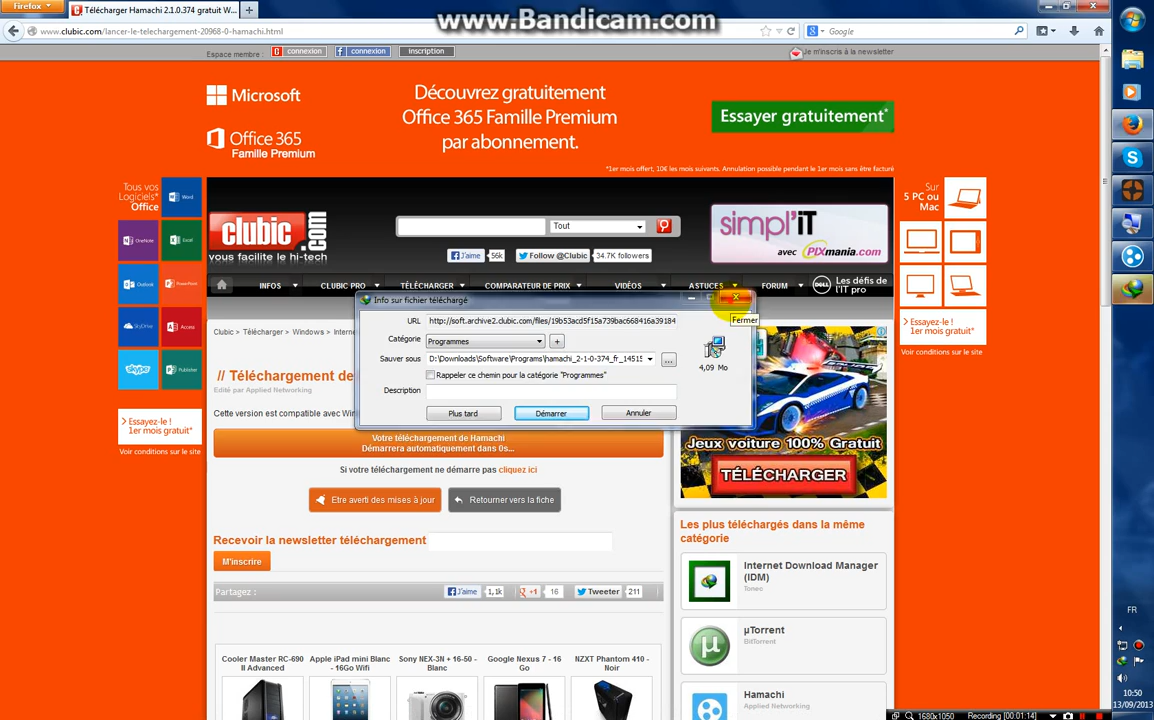 Firefox
Télécharger Hamachi 2.1.0.374 gratuit W...
www.Bandicam.com
www.clubic.com/lancer-le-telechargement-20968-0-hamachi.html
Google
Espace membre :
connexion
connexion
inscription
Je m'inscris à la newsletter
Microsoft
Office 365
Famille Premium
Découvrez gratuitement
Office 365 Famille Premium
par abonnement.
Essayer gratuitement*
*1er mois offert, 10€ les mois suivants. Annulation possible pendant le 1er mois sans être facturé
Tous vos
Logiciels*
Office
Word
OneNote
Excel
Outlook
PowerPoint
SkyDrive
Access
skype
Publisher
> Essayez-le !
1er mois gratuit*
Voir conditions sur le site
Sur
5 PC ou
Mac
> Essayez-le !
1er mois gratuit*
Voir conditions sur le site
clubic.com
vous facilite le hi-tech
Tout
J'aime
56k
Follow @Clubic
34.7K followers
simpl'iT
avec PIXmania.com
INFOS
CLUBIC PRO
TÉLÉCHARGER
COMPARATEUR DE PRIX
VIDÉOS
ASTUCES
FORUM
DELL
Les défis de
l'IT pro
Info sur fichier téléchargé
Fermer
URL
http://soft.archive2.clubic.com/files/19b53acd5f15a739bac668416a39184
Catégorie
Programmes
+
Sauver sous
D:\Downloads\Software\Programs\hamachi_2-1-0-374_fr_14515
...
4,09 Mo
Rappeler ce chemin pour la catégorie "Programmes"
Description
Plus tard
Démarrer
Annuler
Clubic > Télécharger > Windows > Interne
// Téléchargement de
Edité par Applied Networking
Cette version est compatible avec Win
Votre téléchargement de Hamachi
Démarrera automatiquement dans 0s...
Si votre téléchargement ne démarre pas cliquez ici
Etre averti des mises à jour
Retourner vers la fiche
Recevoir la newsletter téléchargement
M'inscrire
Partagez :
J'aime
1,1k
+1
16
Tweeter
211
Cooler Master RC-690
II Advanced
Apple iPad mini Blanc
- 16Go Wifi
Sony NEX-3N + 16-50 -
Blanc
Google Nexus 7 - 16
Go
NZXT Phantom 410 -
Noir
Jeux voiture 100% Gratuit
TÉLÉCHARGER
Les plus téléchargés dans la même
catégorie
Internet Download Manager
(IDM)
Tonec
µTorrent
BitTorrent
Hamachi
Applied Networking
FR
10:50
13/09/2013
1680x1050
Recording [00:01:14]